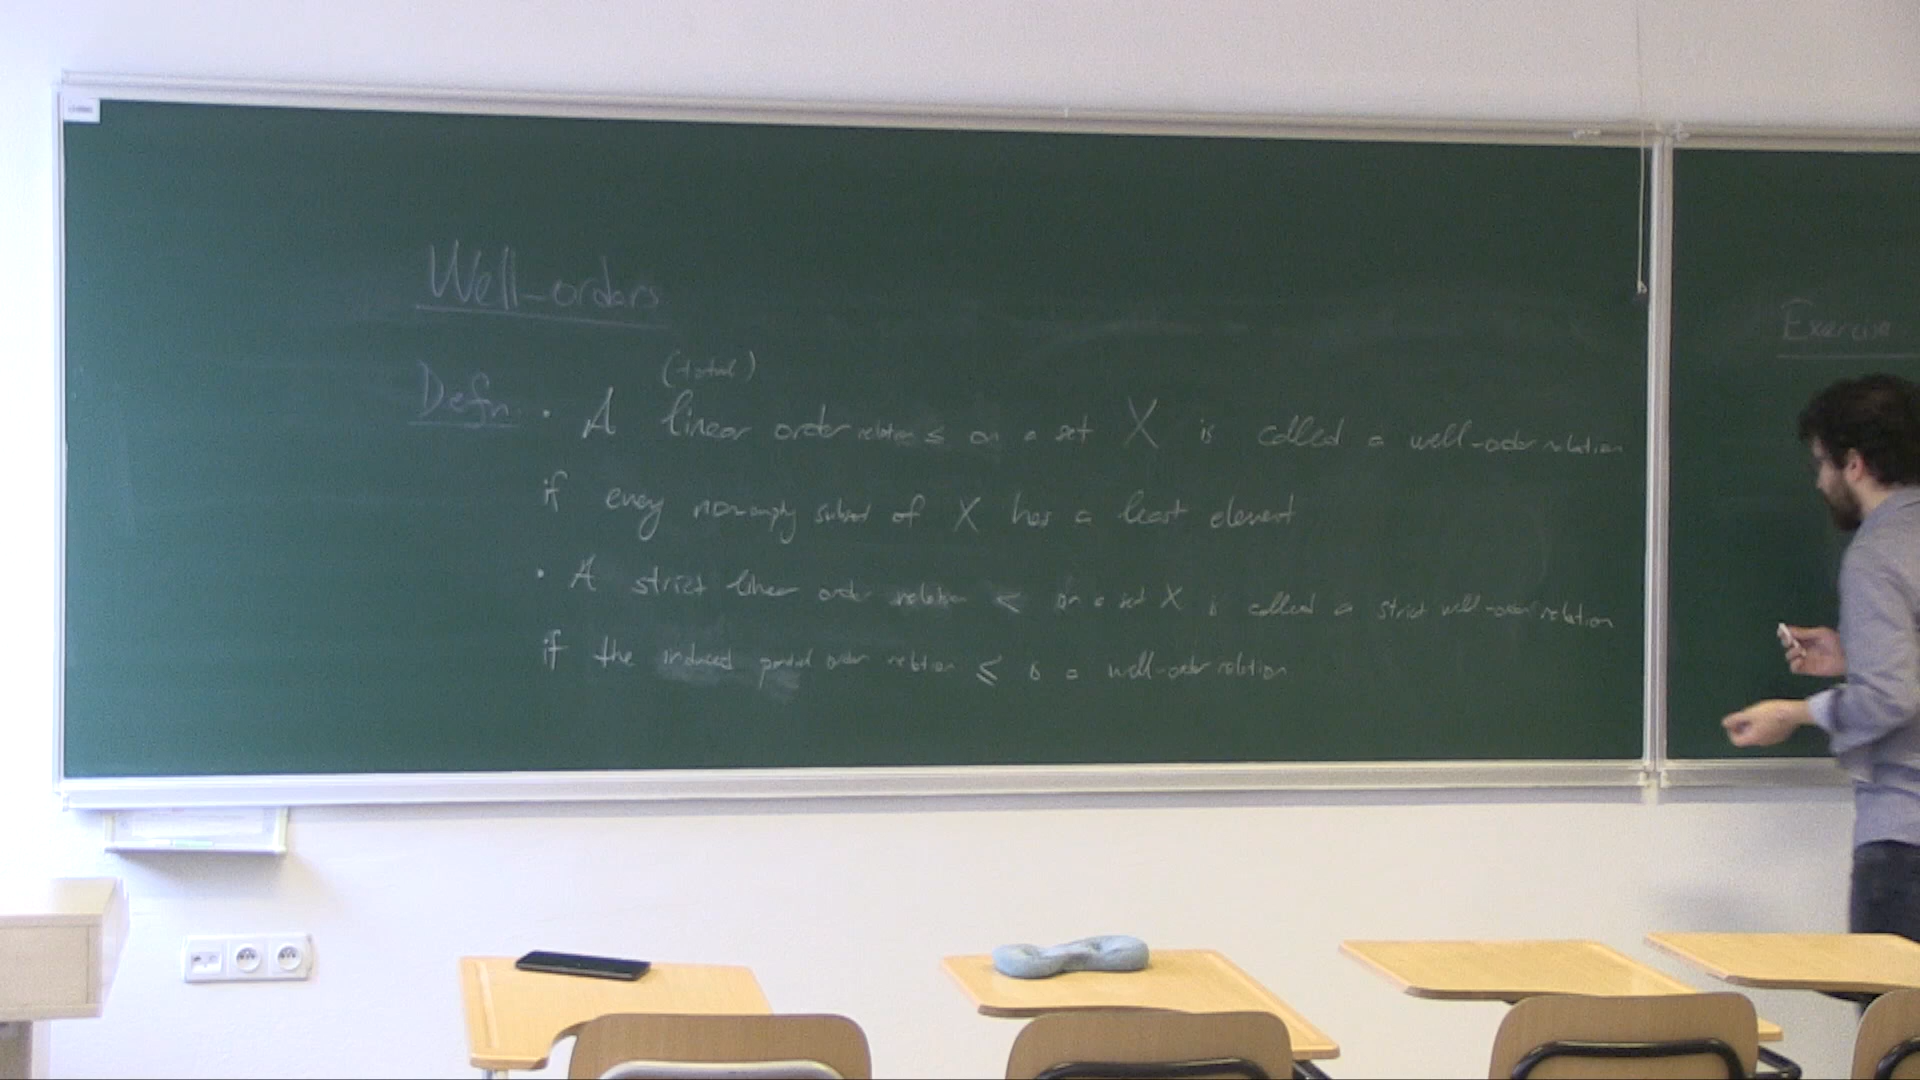 Well-orders
(total)
Defn. • A linear order relation ≤ on a set X is called a well-order relation
if every non-empty subset of X has a least element
• A strict linear order relation < on a set X is called a strict well-order relation
if the induced partial order relation ≤ is a well-order relation
Exercise